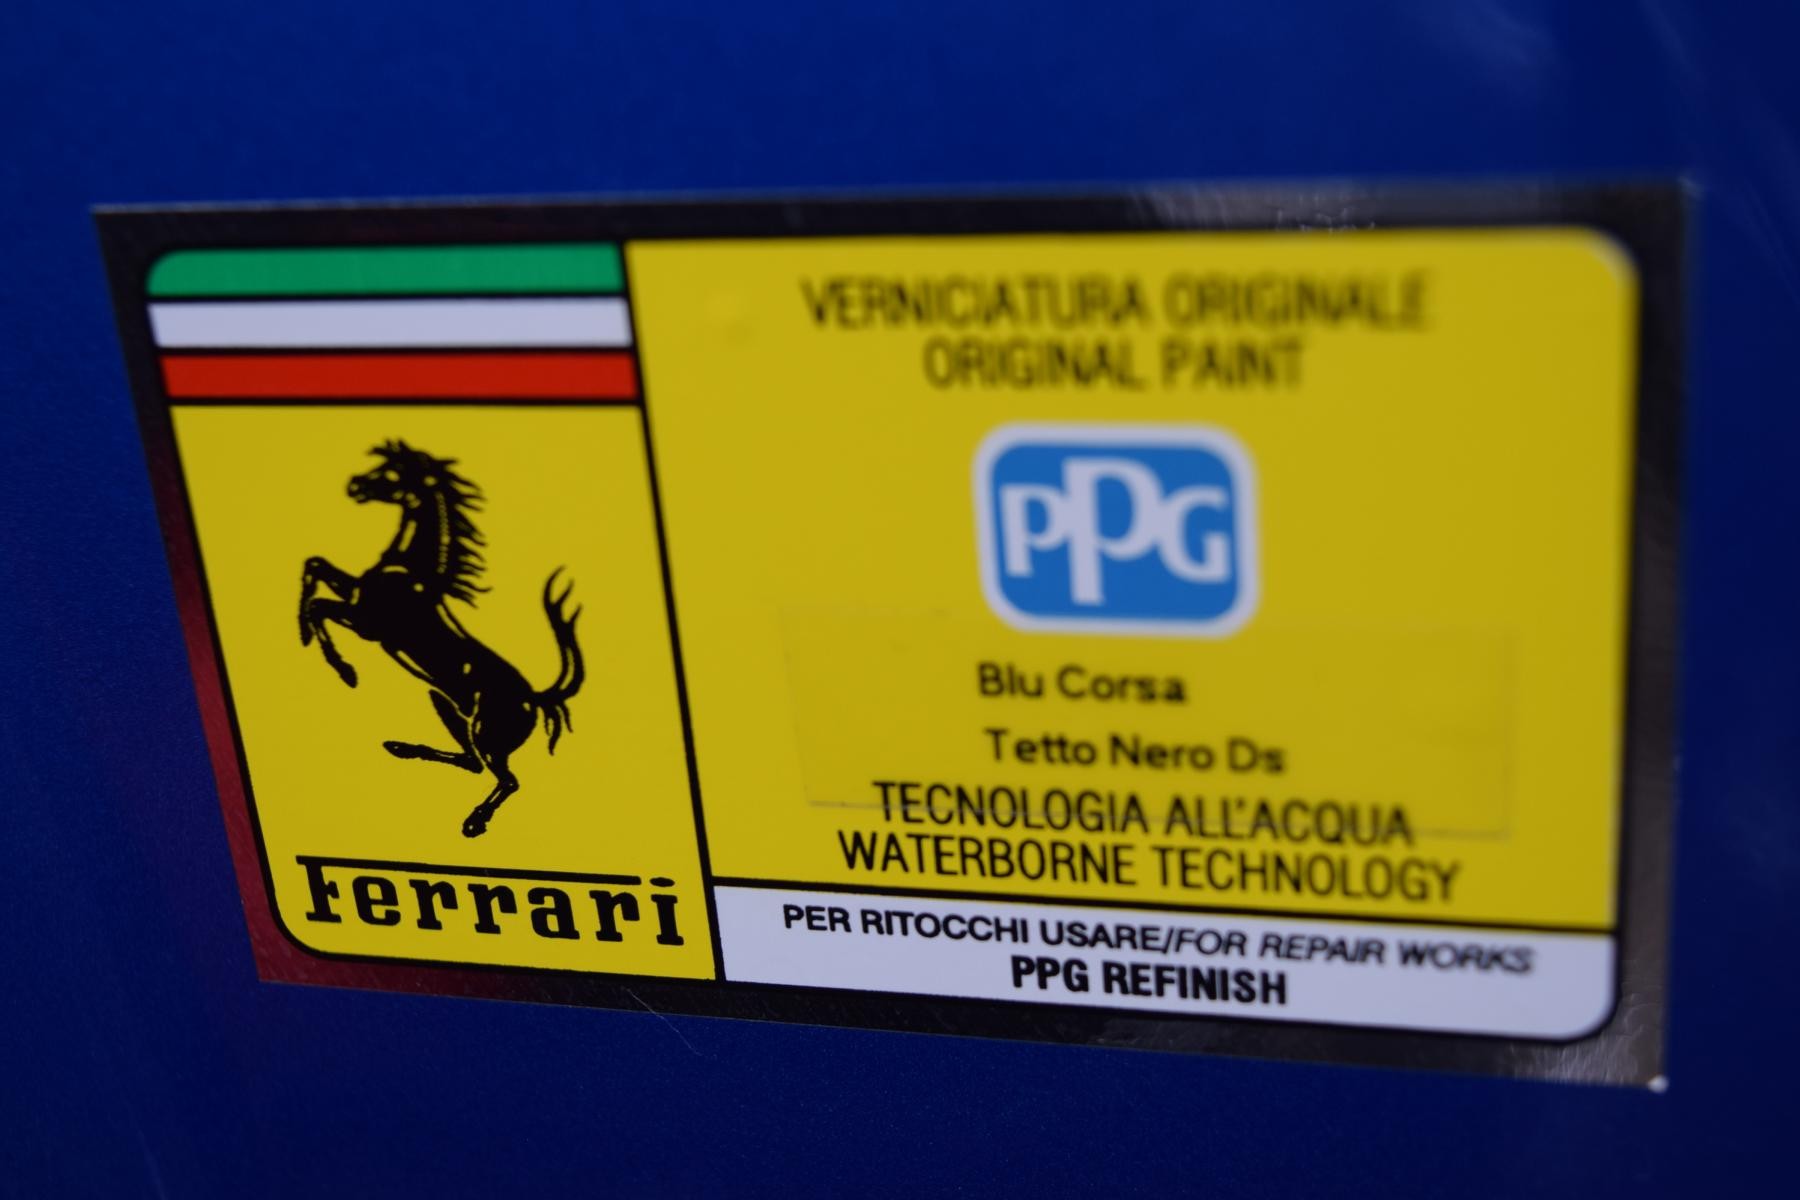 VERNICIATURA ORIGINALE
ORIGINAL PAINT
PPG
Blu Corsa
Tetto Nero Ds
TECNOLOGIA ALL'ACQUA
WATERBORNE TECHNOLOGY
Ferrari
PER RITOCCHI USARE/FOR REPAIR WORKS
PPG REFINISH